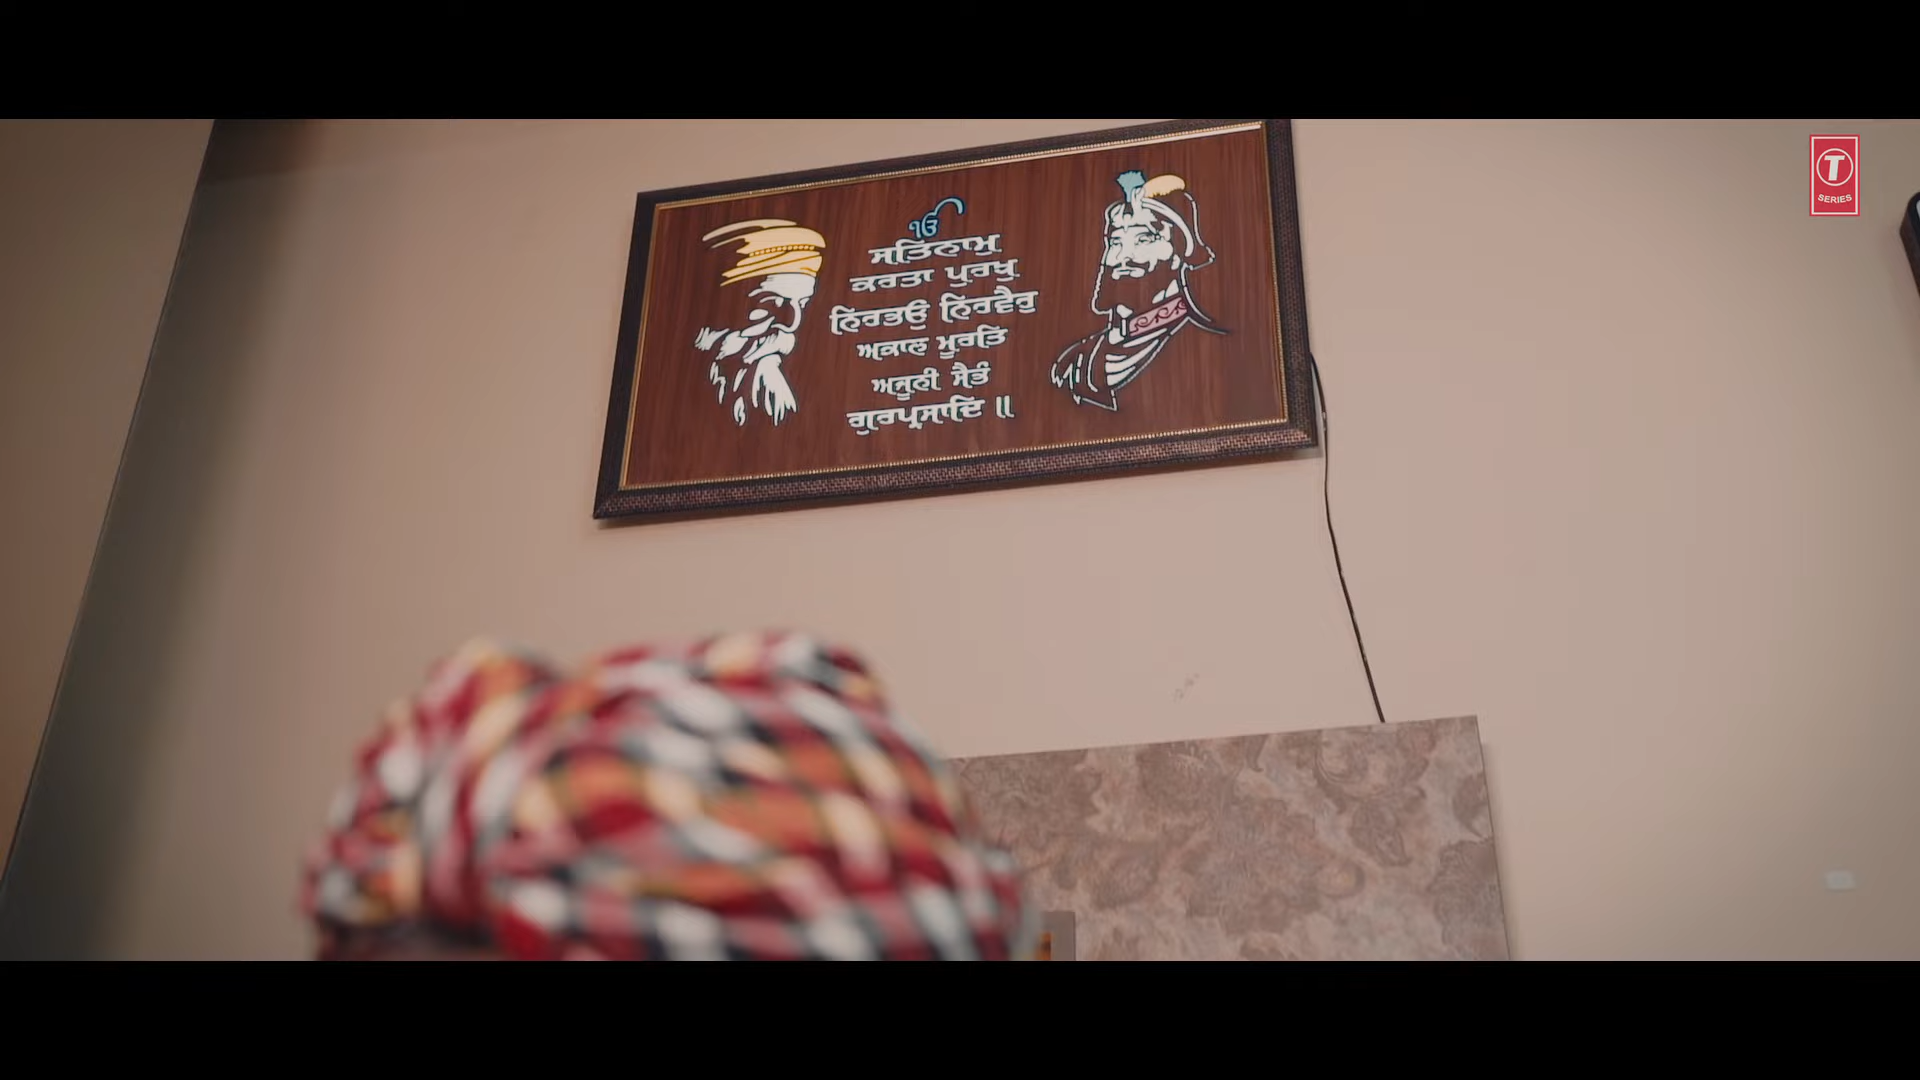 ੴ
ਸਤਿਨਾਮੁ
ਕਰਤਾ ਪੁਰਖੁ
ਨਿਰਭਉ ਨਿਰਵੈਰੁ
ਅਕਾਲ ਮੂਰਤਿ
ਅਜੂਨੀ ਸੈਭੰ
ਗੁਰਪ੍ਰਸਾਦਿ ॥
T
SERIES